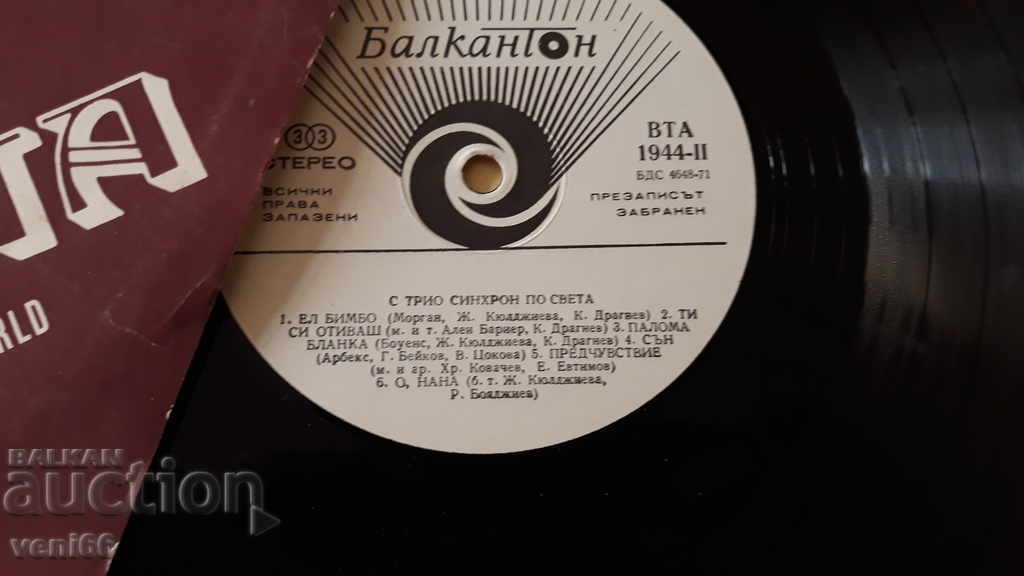 Балкантон
33
СТЕРЕО
ВСИЧНИ
ПРАВА
ЗАПАЗЕНИ
ВТА
1944-II
БДС 4648-71
ПРЕЗАПИСЪТ
ЗАБРАНЕН
С ТРИО СИНХРОН ПО СВЕТА
1. ЕЛ БИМБО (Морган, Ж. Кюлджиева, К. Драгнев) 2. ТИ
СИ ОТИВАШ (м. и т. Ален Бариер, К. Драгнев) 3. ПАЛОМА
БЛАНКА (Боуенс, Ж. Кюлджиева, К. Драгнев) 4. СЪН
(Арбекс, Г. Бейков, В. Цокова) 5. ПРЕДЧУВСТВИЕ
(м. и ар. Хр. Ковачев, Е. Евтимов)
6. О, НАНА (б. т. Ж. Кюлджиева,
Р. Бояджиев)
ТА
RLD
BALKAN
auction
veni66